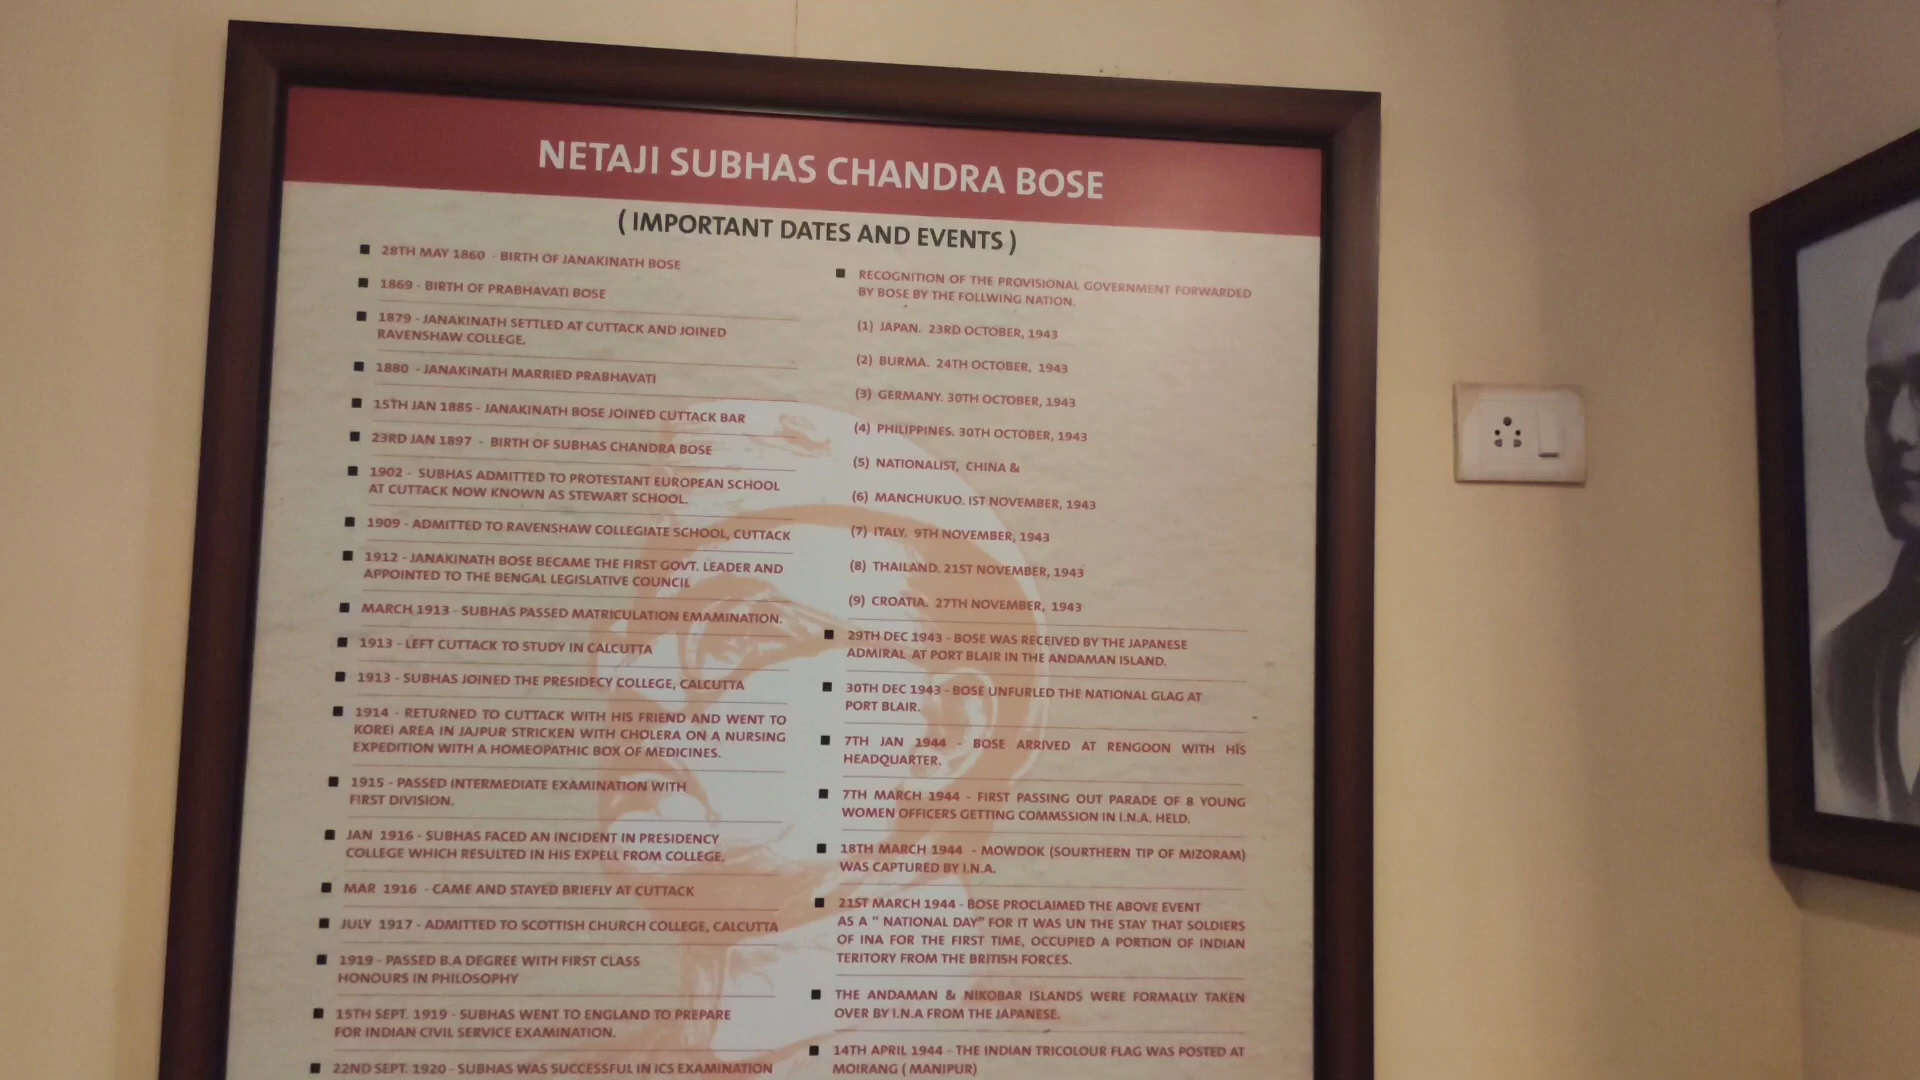 NETAJI SUBHAS CHANDRA BOSE
( IMPORTANT DATES AND EVENTS )
28TH MAY 1860 - BIRTH OF JANAKINATH BOSE
1869 - BIRTH OF PRABHAVATI BOSE
1879 - JANAKINATH SETTLED AT CUTTACK AND JOINED
RAVENSHAW COLLEGE.
1880 - JANAKINATH MARRIED PRABHAVATI
15TH JAN 1885 - JANAKINATH BOSE JOINED CUTTACK BAR
23RD JAN 1897 - BIRTH OF SUBHAS CHANDRA BOSE
1902 - SUBHAS ADMITTED TO PROTESTANT EUROPEAN SCHOOL
AT CUTTACK NOW KNOWN AS STEWART SCHOOL.
1909 - ADMITTED TO RAVENSHAW COLLEGIATE SCHOOL, CUTTACK
1912 - JANAKINATH BOSE BECAME THE FIRST GOVT. LEADER AND
APPOINTED TO THE BENGAL LEGISLATIVE COUNCIL
MARCH 1913 - SUBHAS PASSED MATRICULATION EMAMINATION.
1913 - LEFT CUTTACK TO STUDY IN CALCUTTA
1913 - SUBHAS JOINED THE PRESIDECY COLLEGE, CALCUTTA
1914 - RETURNED TO CUTTACK WITH HIS FRIEND AND WENT TO
KOREI AREA IN JAJPUR STRICKEN WITH CHOLERA ON A NURSING
EXPEDITION WITH A HOMEOPATHIC BOX OF MEDICINES.
1915 - PASSED INTERMEDIATE EXAMINATION WITH
FIRST DIVISION.
JAN 1916 - SUBHAS FACED AN INCIDENT IN PRESIDENCY
COLLEGE WHICH RESULTED IN HIS EXPELL FROM COLLEGE.
MAR 1916 - CAME AND STAYED BRIEFLY AT CUTTACK
JULY 1917 - ADMITTED TO SCOTTISH CHURCH COLLEGE, CALCUTTA
1919 - PASSED B.A DEGREE WITH FIRST CLASS
HONOURS IN PHILOSOPHY
15TH SEPT. 1919 - SUBHAS WENT TO ENGLAND TO PREPARE
FOR INDIAN CIVIL SERVICE EXAMINATION.
22ND SEPT. 1920 - SUBHAS WAS SUCCESSFUL IN ICS EXAMINATION
RECOGNITION OF THE PROVISIONAL GOVERNMENT FORWARDED
BY BOSE BY THE FOLLWING NATION.
(1) JAPAN. 23RD OCTOBER, 1943
(2) BURMA. 24TH OCTOBER, 1943
(3) GERMANY. 30TH OCTOBER, 1943
(4) PHILIPPINES. 30TH OCTOBER, 1943
(5) NATIONALIST, CHINA &
(6) MANCHUKUO. IST NOVEMBER, 1943
(7) ITALY. 9TH NOVEMBER, 1943
(8) THAILAND. 21ST NOVEMBER, 1943
(9) CROATIA. 27TH NOVEMBER, 1943
29TH DEC 1943 - BOSE WAS RECEIVED BY THE JAPANESE
ADMIRAL AT PORT BLAIR IN THE ANDAMAN ISLAND.
30TH DEC 1943 - BOSE UNFURLED THE NATIONAL GLAG AT
PORT BLAIR.
7TH JAN 1944 - BOSE ARRIVED AT RENGOON WITH HIS
HEADQUARTER.
7TH MARCH 1944 - FIRST PASSING OUT PARADE OF 8 YOUNG
WOMEN OFFICERS GETTING COMMSSION IN I.N.A. HELD.
18TH MARCH 1944 - MOWDOK (SOURTHERN TIP OF MIZORAM)
WAS CAPTURED BY I.N.A.
21ST MARCH 1944 - BOSE PROCLAIMED THE ABOVE EVENT
AS A " NATIONAL DAY" FOR IT WAS UN THE STAY THAT SOLDIERS
OF INA FOR THE FIRST TIME, OCCUPIED A PORTION OF INDIAN
TERITORY FROM THE BRITISH FORCES.
THE ANDAMAN & NIKOBAR ISLANDS WERE FORMALLY TAKEN
OVER BY I.N.A FROM THE JAPANESE.
14TH APRIL 1944 - THE INDIAN TRICOLOUR FLAG WAS POSTED AT
MOIRANG ( MANIPUR)